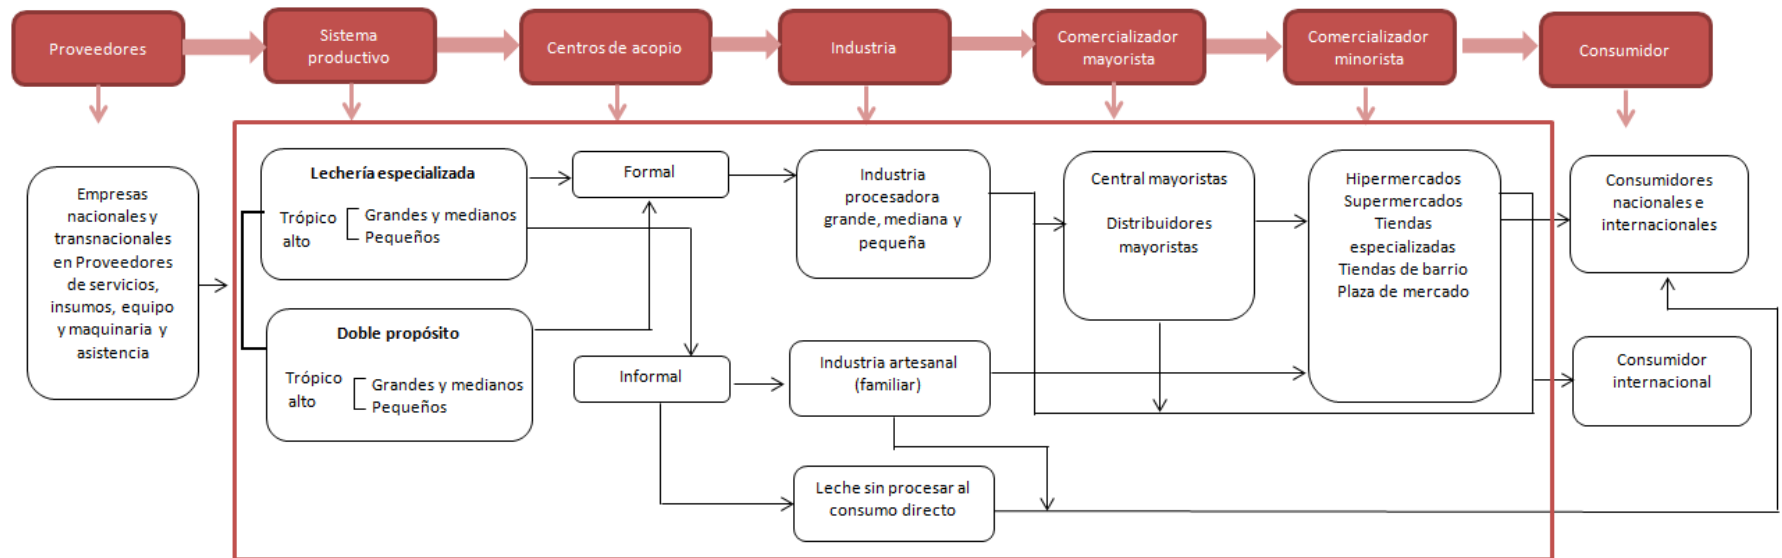 Proveedores
Sistema
productivo
Centros de acopio
Industria
Comercializador
mayorista
Comercializador
minorista
Consumidor
Empresas
nacionales y
transnacionales
en Proveedores
de servicios,
insumos, equipo
y maquinaria y
asistencia
Lechería especializada
Trópico
alto
Grandes y medianos
Pequeños
Doble propósito
Trópico
alto
Grandes y medianos
Pequeños
Formal
Informal
Industria
procesadora
grande, mediana y
pequeña
Industria artesanal
(familiar)
Leche sin procesar al
consumo directo
Central mayoristas
Distribuidores
mayoristas
Hipermercados
Supermercados
Tiendas
especializadas
Tiendas de barrio
Plaza de mercado
Consumidores
nacionales e
internacionales
Consumidor
internacional